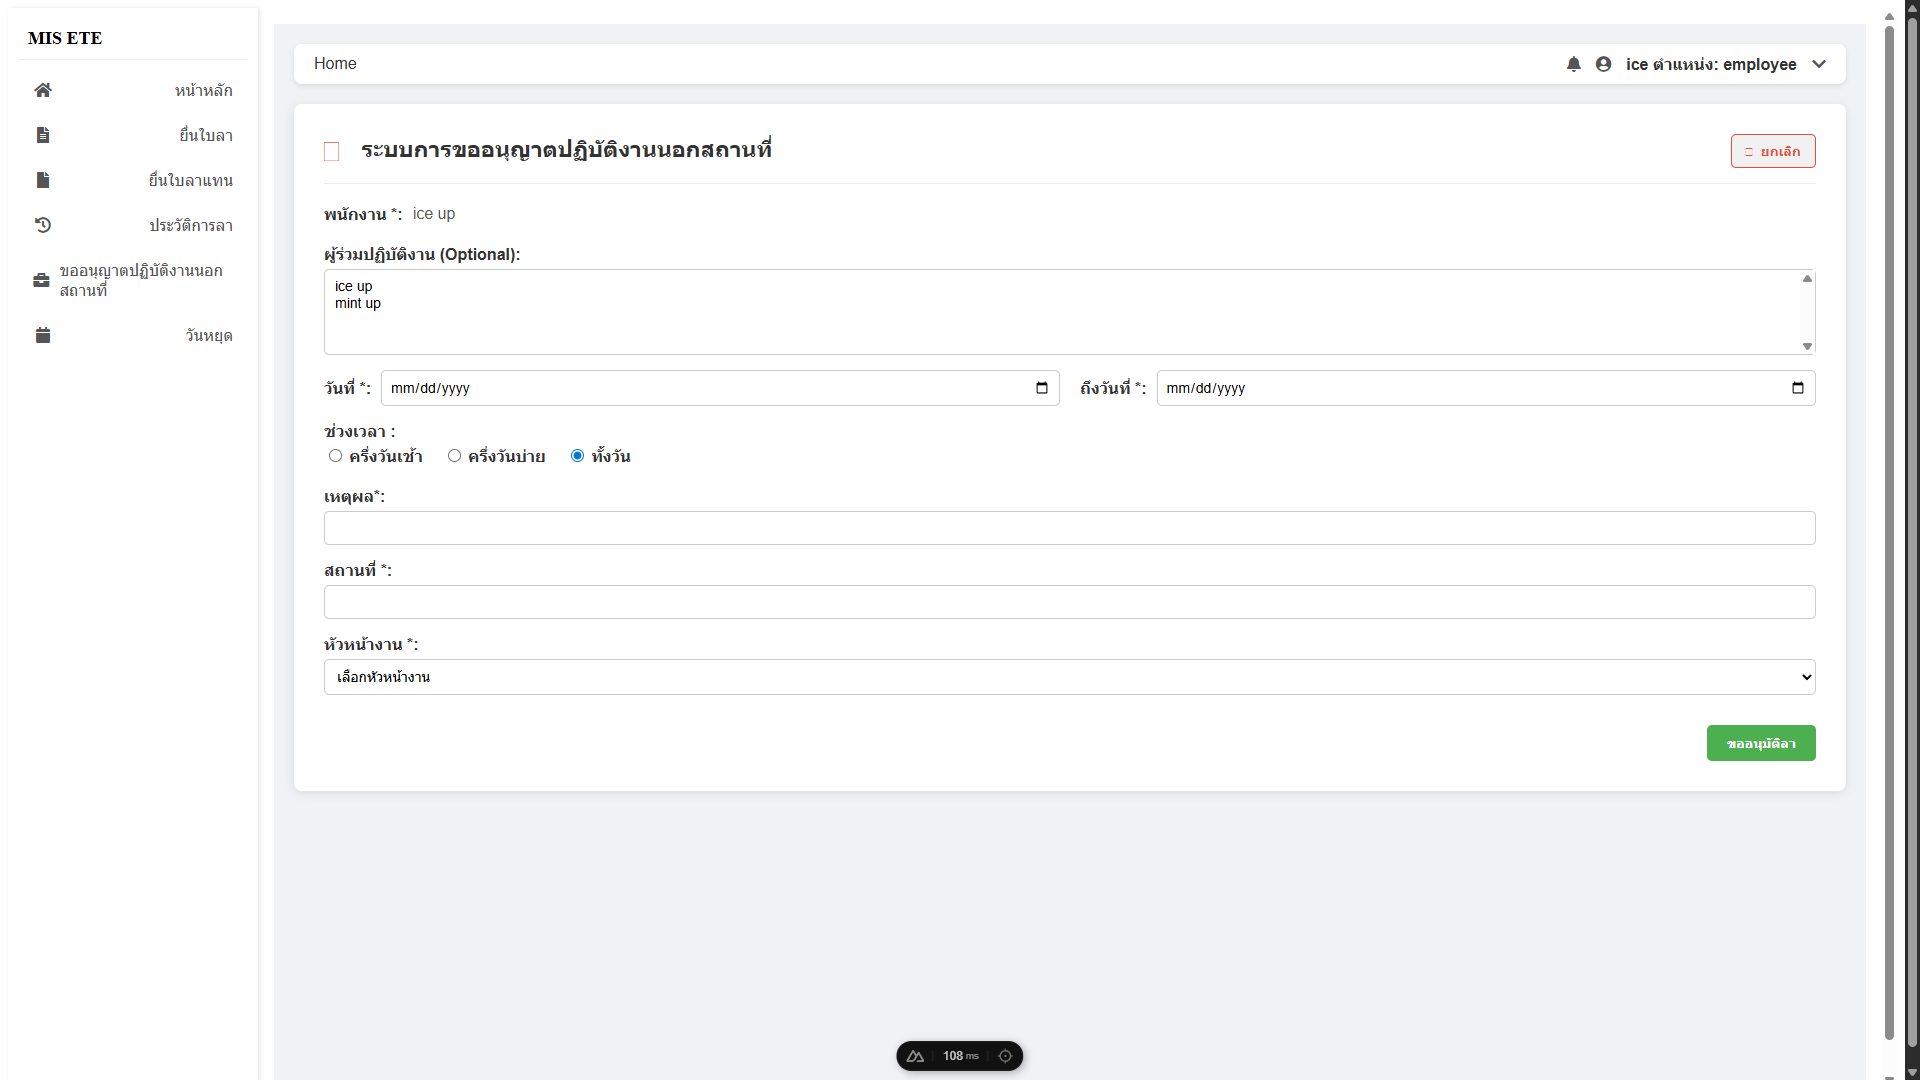 MIS ETE
หน้าหลัก
ยื่นใบลา
ยื่นใบลาแทน
ประวัติการลา
ขออนุญาตปฏิบัติงานนอก
สถานที่
วันหยุด
Home
ice ตำแหน่ง: employee
ระบบการขออนุญาตปฏิบัติงานนอกสถานที่
ยกเลิก
พนักงาน *: ice up
ผู้ร่วมปฏิบัติงาน (Optional):
ice up
mint up
วันที่ *: mm/dd/yyyy ถึงวันที่ *: mm/dd/yyyy
ช่วงเวลา :
ครึ่งวันเช้า ครึ่งวันบ่าย ทั้งวัน
เหตุผล*:
สถานที่ *:
หัวหน้างาน *:
เลือกหัวหน้างาน
ขออนุมัติลา
108 ms